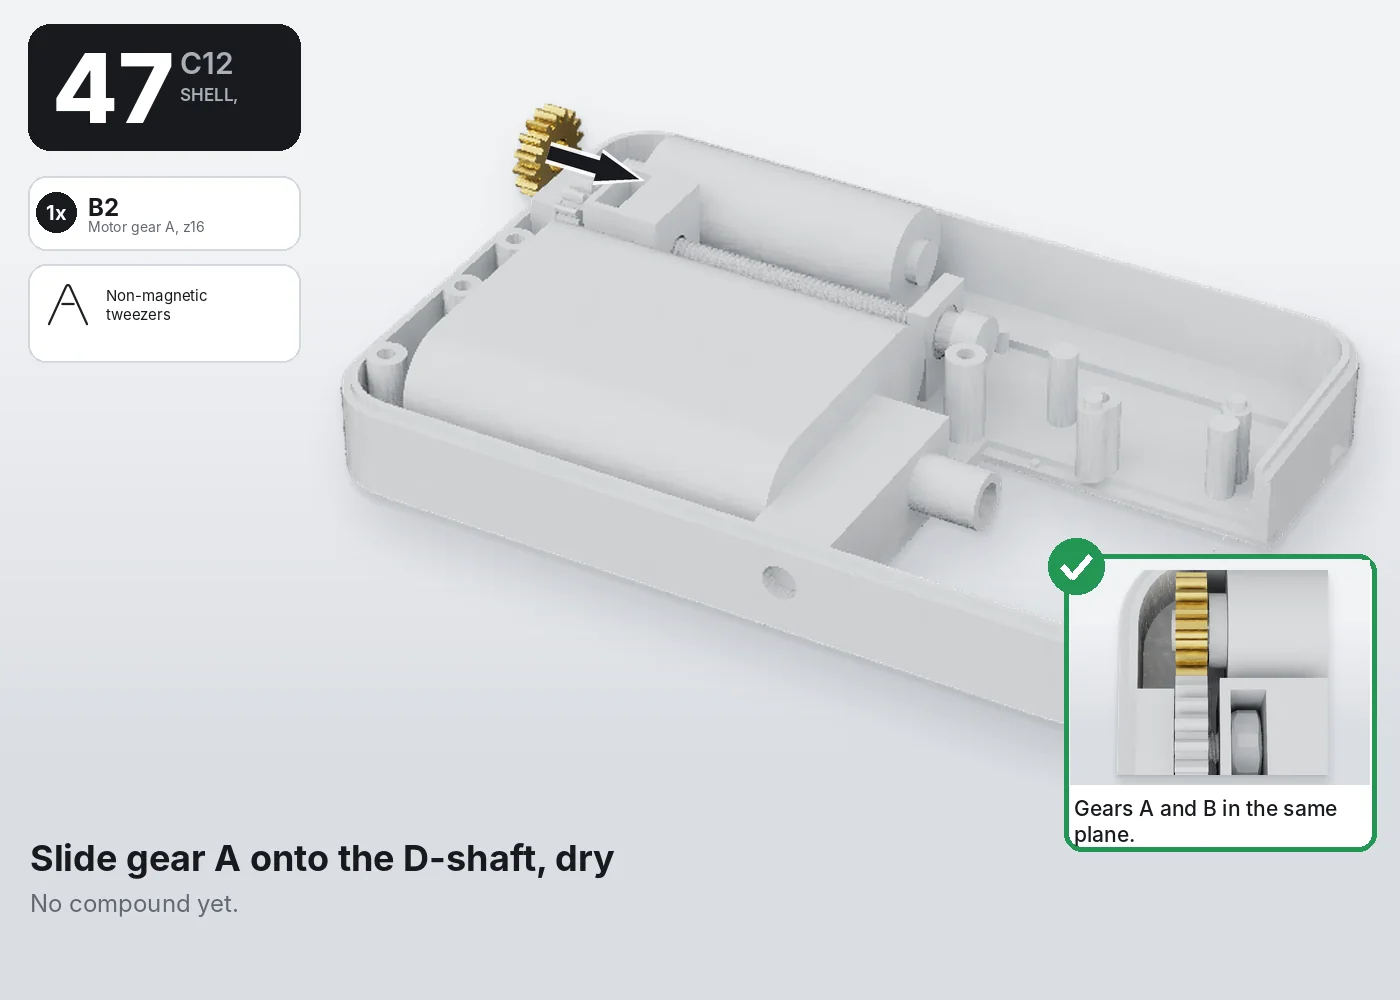 47
C12
SHELL,
1x
B2
Motor gear A, z16
Non-magnetic
tweezers
Gears A and B in the same
plane.
Slide gear A onto the D-shaft, dry
No compound yet.